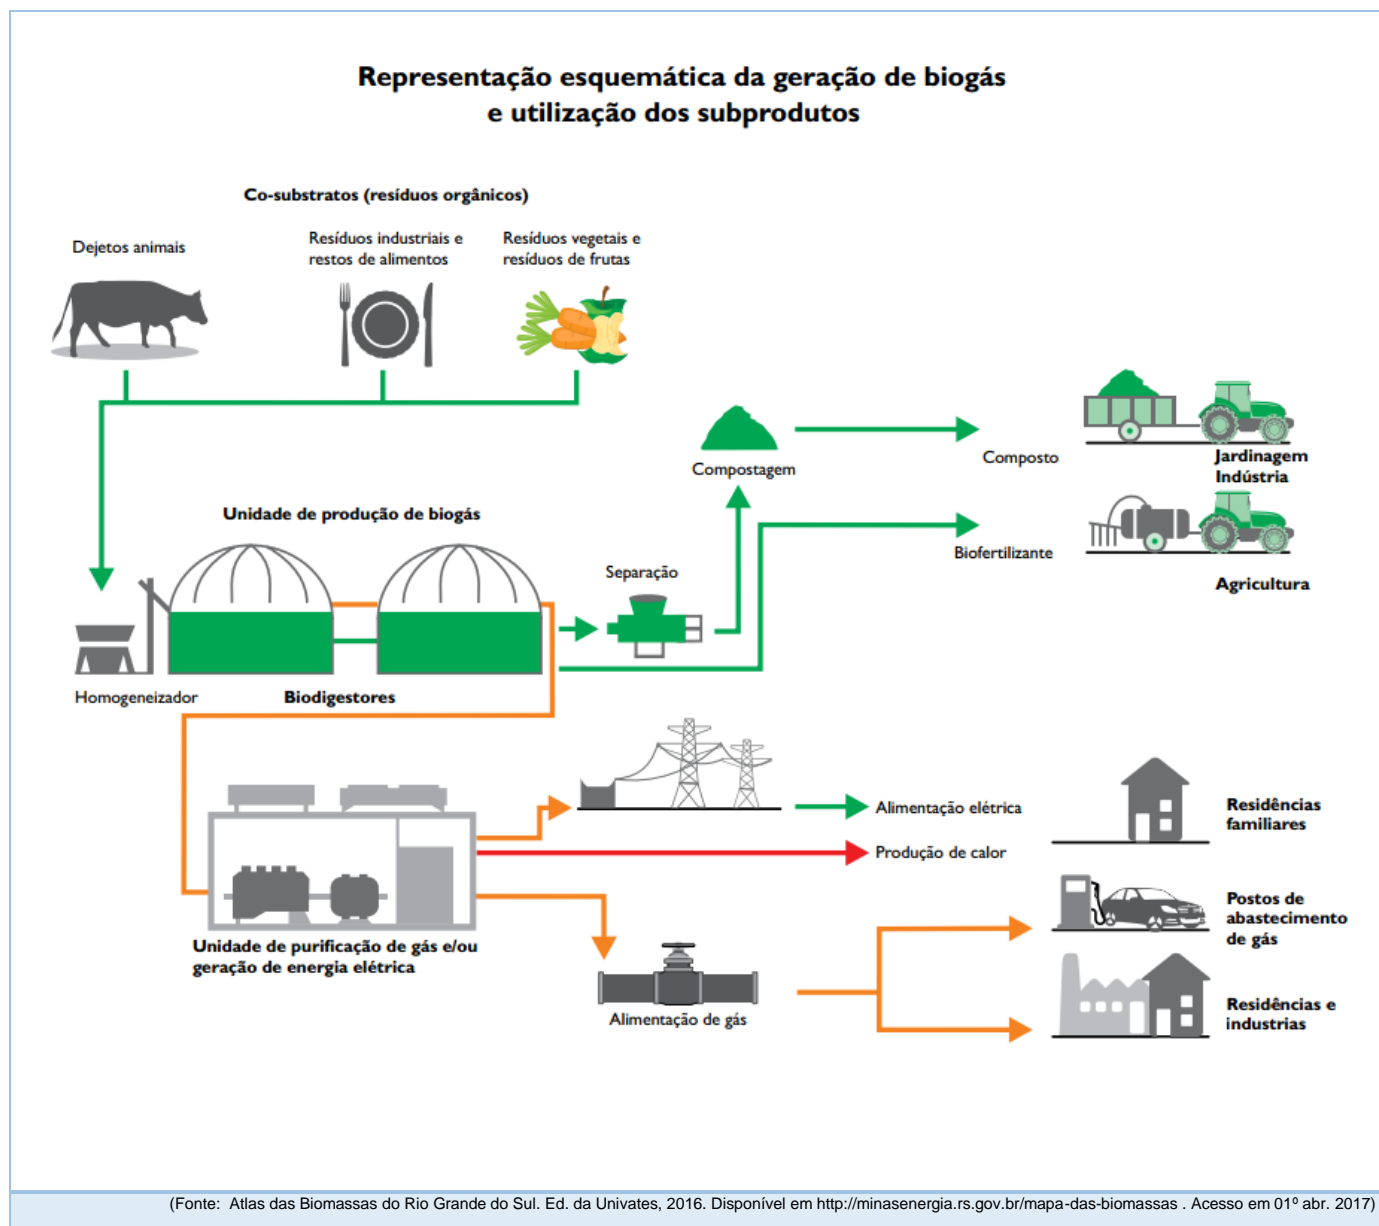 Representação esquemática da geração de biogás
e utilização dos subprodutos
Co-substratos (resíduos orgânicos)
Dejetos animais
Resíduos industriais e
restos de alimentos
Resíduos vegetais e
resíduos de frutas
Compostagem
Composto
Jardinagem
Indústria
Unidade de produção de biogás
Separação
Biofertilizante
Agricultura
Homogeneizador
Biodigestores
Alimentação elétrica
Residências
familiares
Produção de calor
Unidade de purificação de gás e/ou
geração de energia elétrica
Alimentação de gás
Postos de
abastecimento
de gás
Residências e
industrias
(Fonte: Atlas das Biomassas do Rio Grande do Sul. Ed. da Univates, 2016. Disponível em http://minasenergia.rs.gov.br/mapa-das-biomassas . Acesso em 01º abr. 2017)